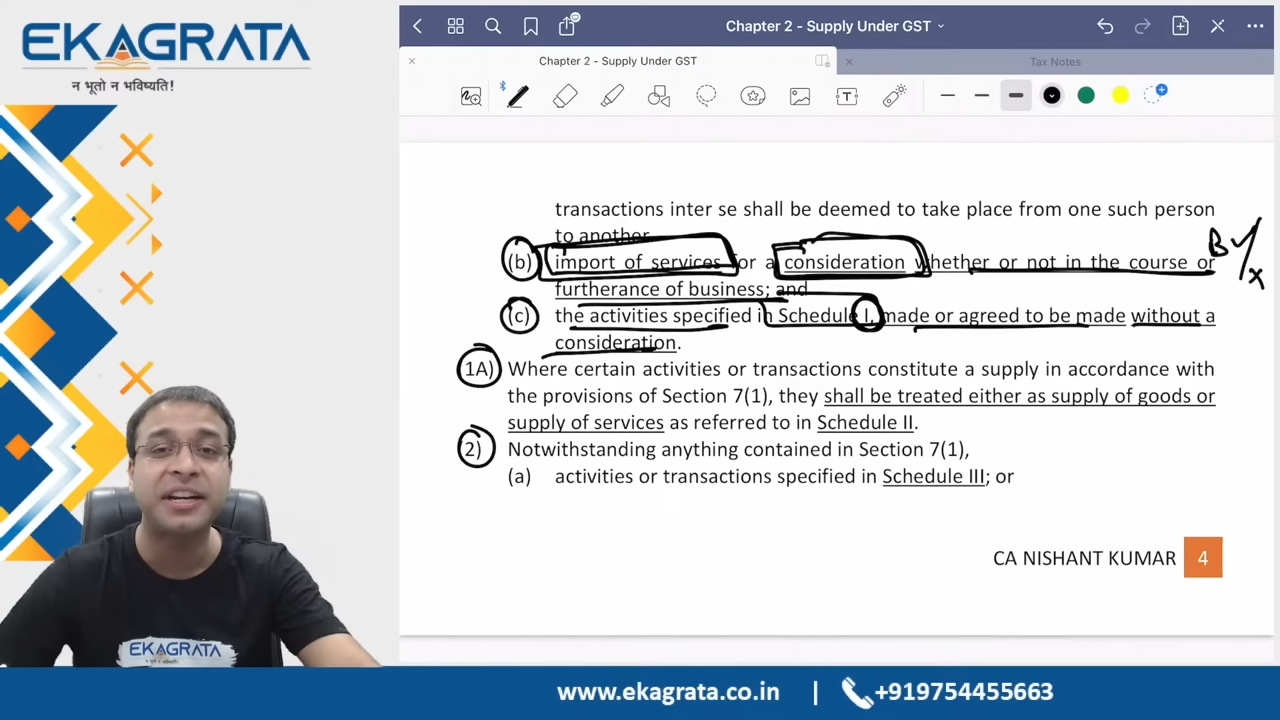 EKAGRATA
न भूतो न भविष्यति!
Chapter 2 - Supply Under GST
Chapter 2 - Supply Under GST
Tax Notes
transactions inter se shall be deemed to take place from one such person
to another
(b) import of services for a consideration whether or not in the course or
furtherance of business; and
B
(c) the activities specified in Schedule I, made or agreed to be made without a
consideration.
1A) Where certain activities or transactions constitute a supply in accordance with
the provisions of Section 7(1), they shall be treated either as supply of goods or
supply of services as referred to in Schedule II.
2) Notwithstanding anything contained in Section 7(1),
(a) activities or transactions specified in Schedule III; or
CA NISHANT KUMAR 4
EKAGRATA
www.ekagrata.co.in | +919754455663